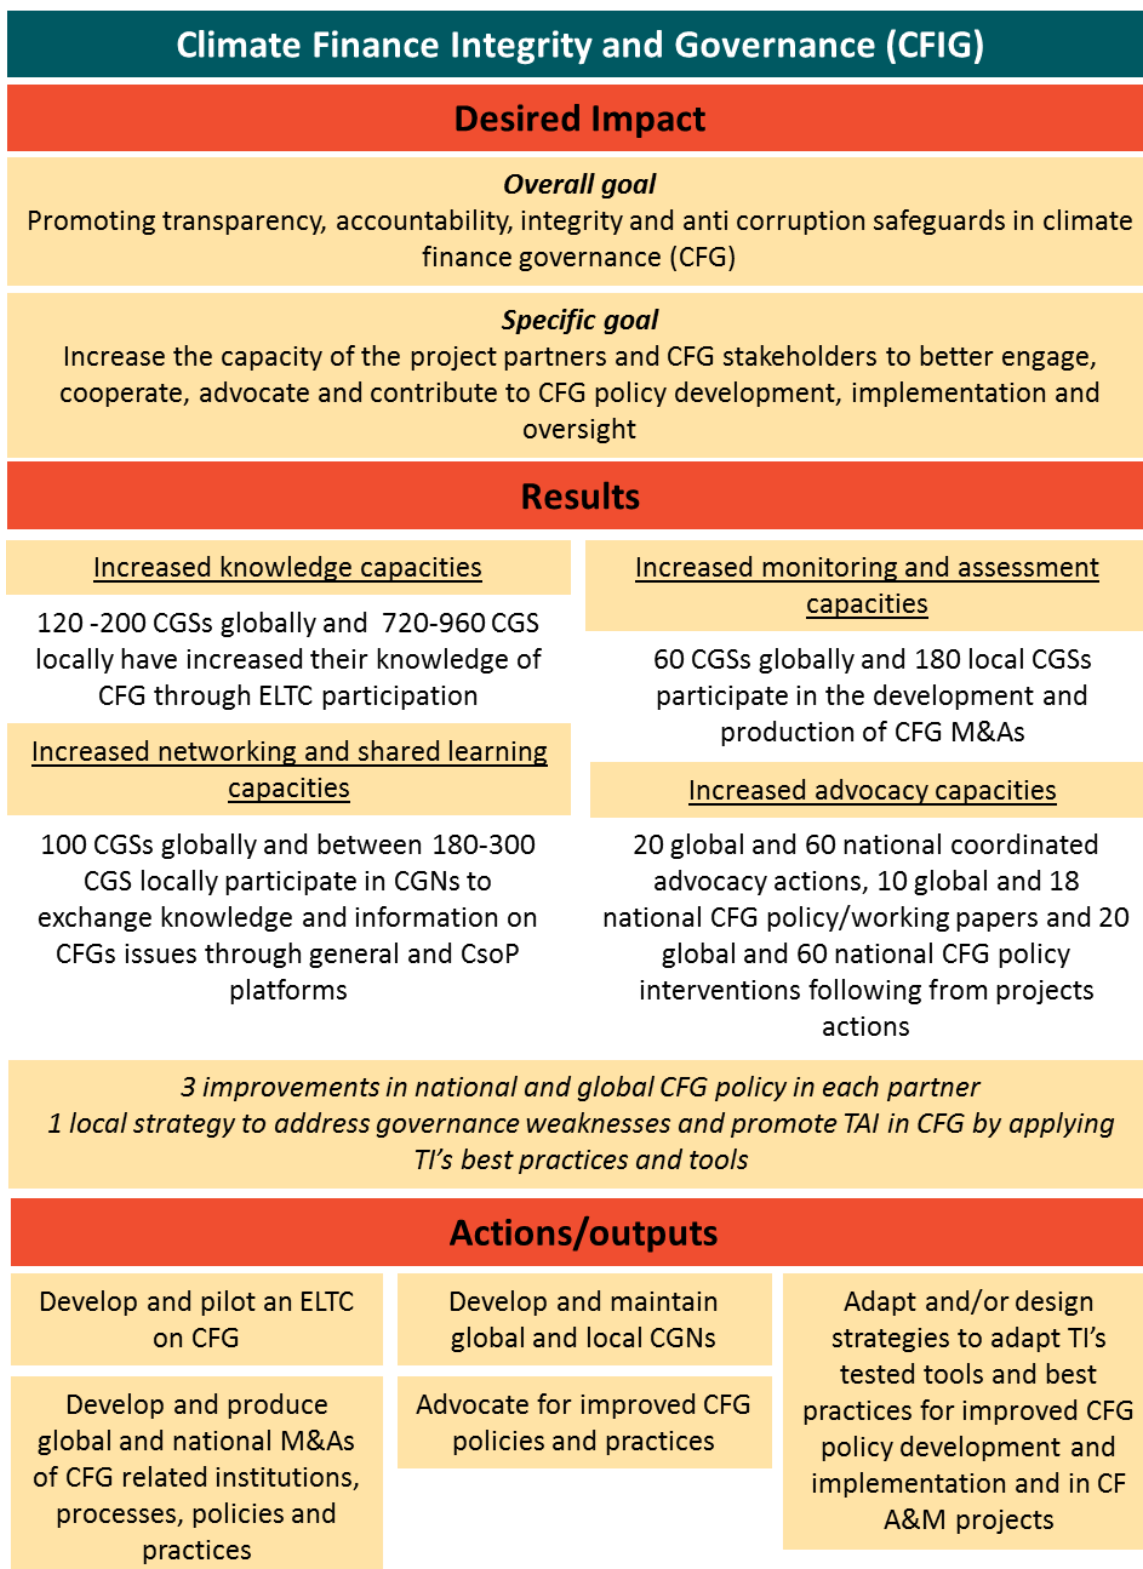 Climate Finance Integrity and Governance (CFIG)
Desired Impact
Overall goal
Promoting transparency, accountability, integrity and anti corruption safeguards in climate
finance governance (CFG)
Specific goal
Increase the capacity of the project partners and CFG stakeholders to better engage,
cooperate, advocate and contribute to CFG policy development, implementation and
oversight
Results
Increased knowledge capacities
120 -200 CGSs globally and 720-960 CGS
locally have increased their knowledge of
CFG through ELTC participation
Increased networking and shared learning
capacities
100 CGSs globally and between 180-300
CGS locally participate in CGNs to
exchange knowledge and information on
CFGs issues through general and CsoP
platforms
Increased monitoring and assessment
capacities
60 CGSs globally and 180 local CGSs
participate in the development and
production of CFG M&As
Increased advocacy capacities
20 global and 60 national coordinated
advocacy actions, 10 global and 18
national CFG policy/working papers and 20
global and 60 national CFG policy
interventions following from projects
actions
3 improvements in national and global CFG policy in each partner
1 local strategy to address governance weaknesses and promote TAI in CFG by applying
TI's best practices and tools
Actions/outputs
Develop and pilot an ELTC
on CFG
Develop and produce
global and national M&As
of CFG related institutions,
processes, policies and
practices
Develop and maintain
global and local CGNs
Advocate for improved CFG
policies and practices
Adapt and/or design
strategies to adapt TI's
tested tools and best
practices for improved CFG
policy development and
implementation and in CF
A&M projects